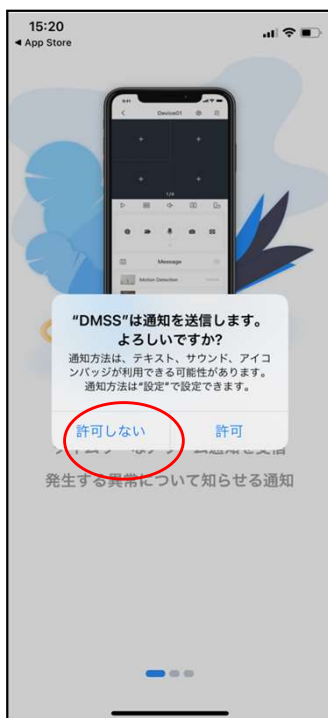 15:20
◀ App Store
Device01
1/4
Message
Motion Detection
“DMSS”は通知を送信します。
よろしいですか?
通知方法は、テキスト、サウンド、アイコ
ンバッジが利用できる可能性があります。
通知方法は“設定”で設定できます。
許可しない
許可
発生する異常について知らせる通知